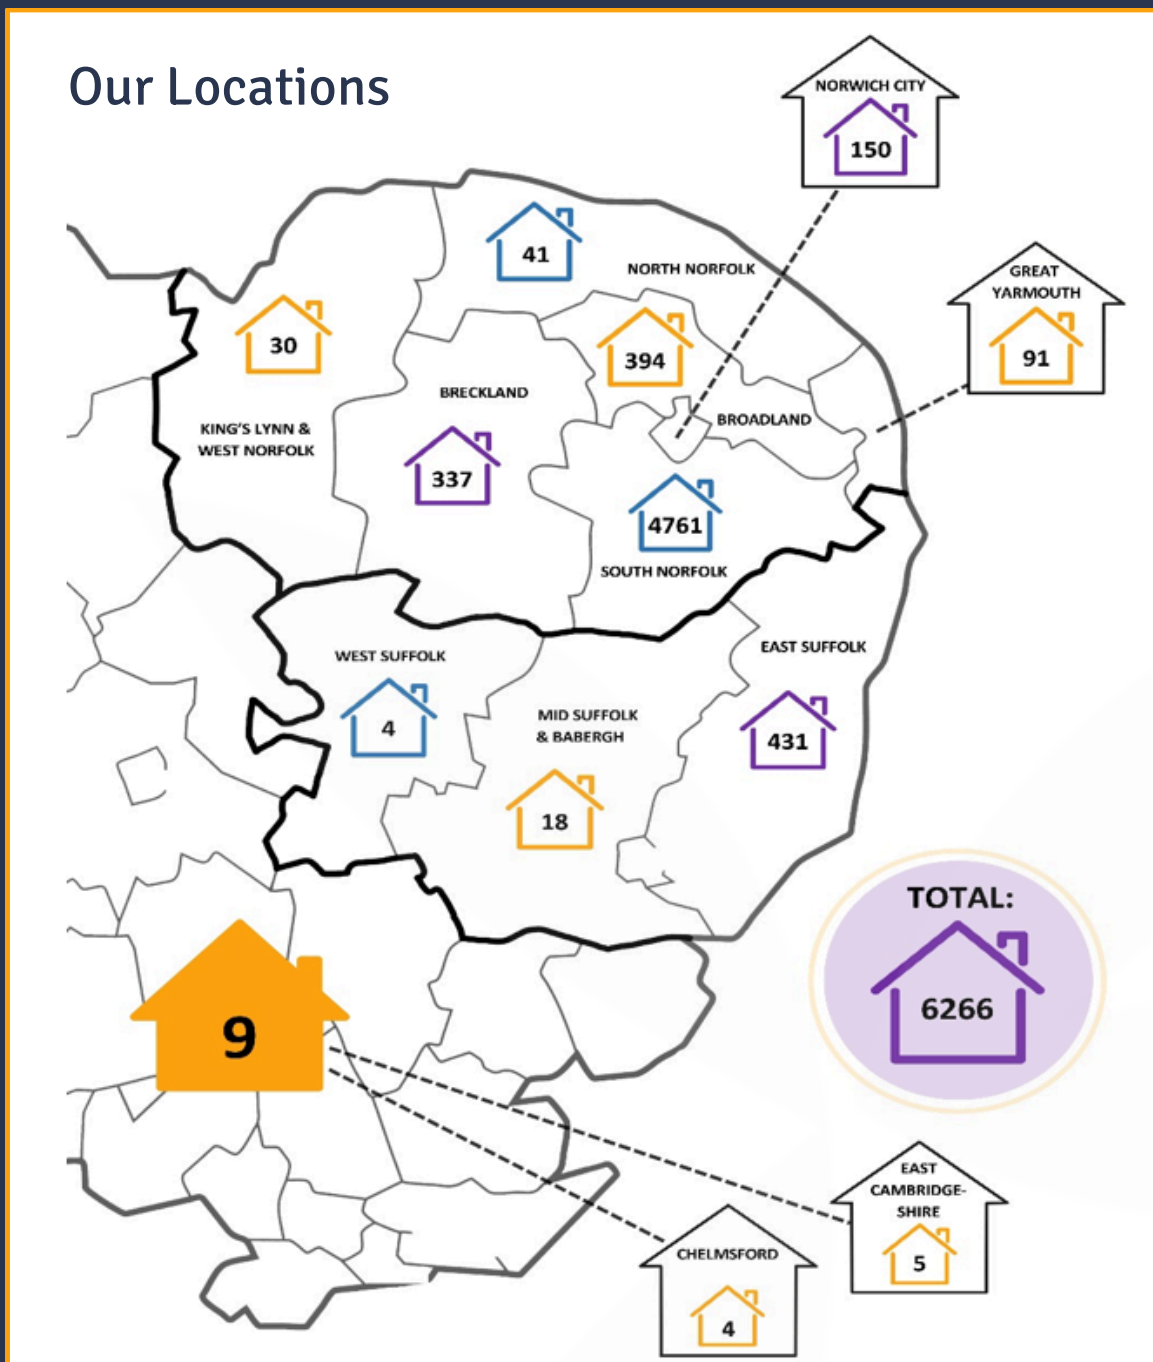 Our Locations
NORWICH CITY
150
GREAT
YARMOUTH
91
41
NORTH NORFOLK
30
KING'S LYNN &
WEST NORFOLK
394
BROADLAND
BRECKLAND
337
4761
SOUTH NORFOLK
WEST SUFFOLK
4
MID SUFFOLK
& BABERGH
18
EAST SUFFOLK
431
TOTAL:
6266
9
EAST
CAMBRIDGE-
SHIRE
5
CHELMSFORD
4